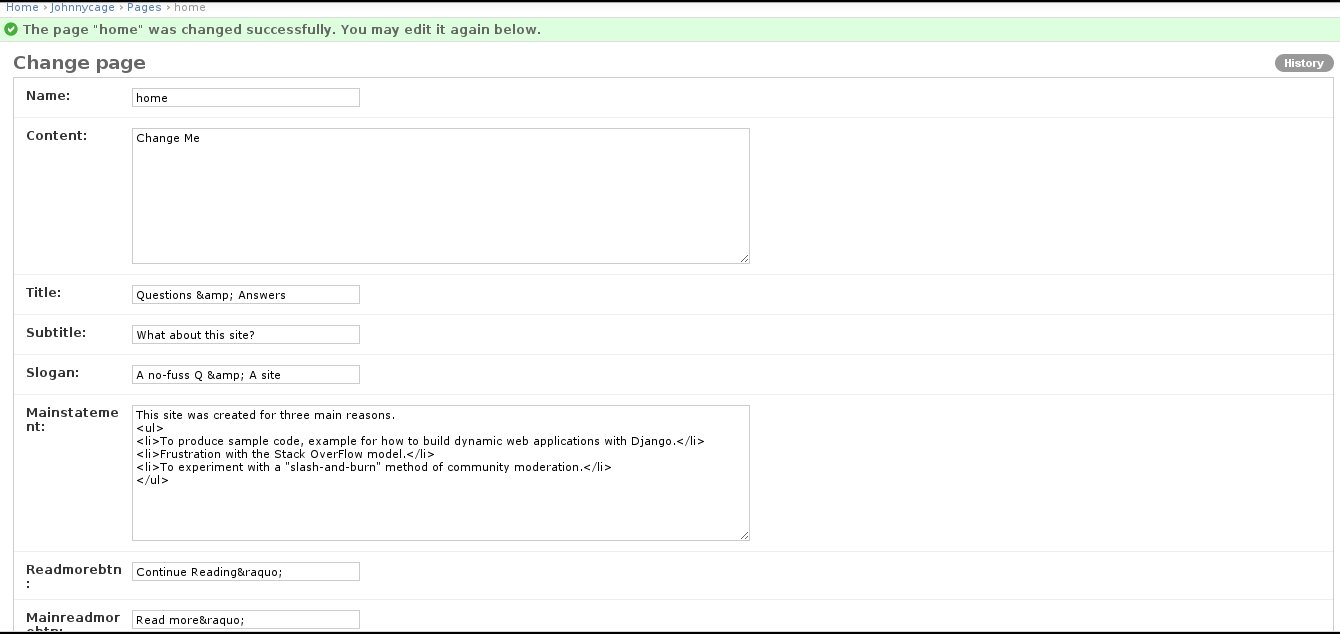 Home › Johnnycage › Pages › home
The page "home" was changed successfully. You may edit it again below.
Change page
History
Name:
home
Content:
Change Me
Title:
Questions &amp; Answers
Subtitle:
What about this site?
Slogan:
A no-fuss Q &amp; A site
Mainstateme
nt:
This site was created for three main reasons.
<ul>
<li>To produce sample code, example for how to build dynamic web applications with Django.</li>
<li>Frustration with the Stack OverFlow model.</li>
<li>To experiment with a "slash-and-burn" method of community moderation.</li>
</ul>
Readmorebtn
:
Continue Reading&raquo;
Mainreadmor
ebtn:
Read more&raquo;